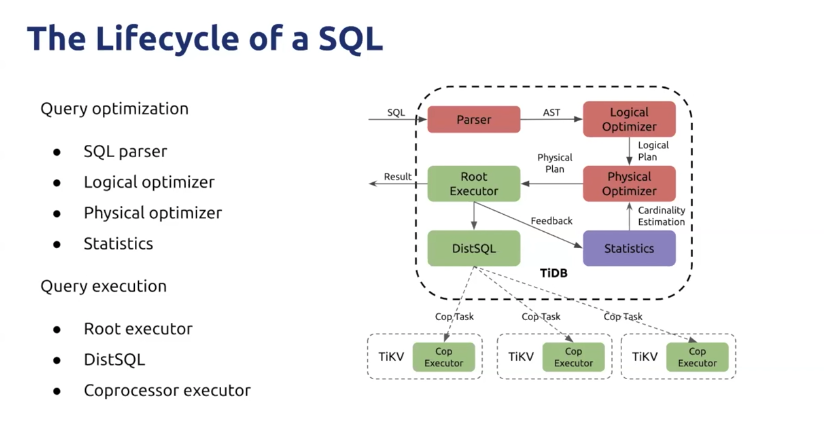 The Lifecycle of a SQL
Query optimization
● SQL parser
● Logical optimizer
● Physical optimizer
● Statistics
Query execution
● Root executor
● DistSQL
● Coprocessor executor
SQL
Parser
AST
Logical
Optimizer
Logical
Plan
Physical
Plan
Result
Root
Executor
Physical
Optimizer
Feedback
Cardinality
Estimation
DistSQL
Statistics
TiDB
Cop Task
Cop Task
Cop Task
TiKV
Cop
Executor
TiKV
Cop
Executor
TiKV
Cop
Executor